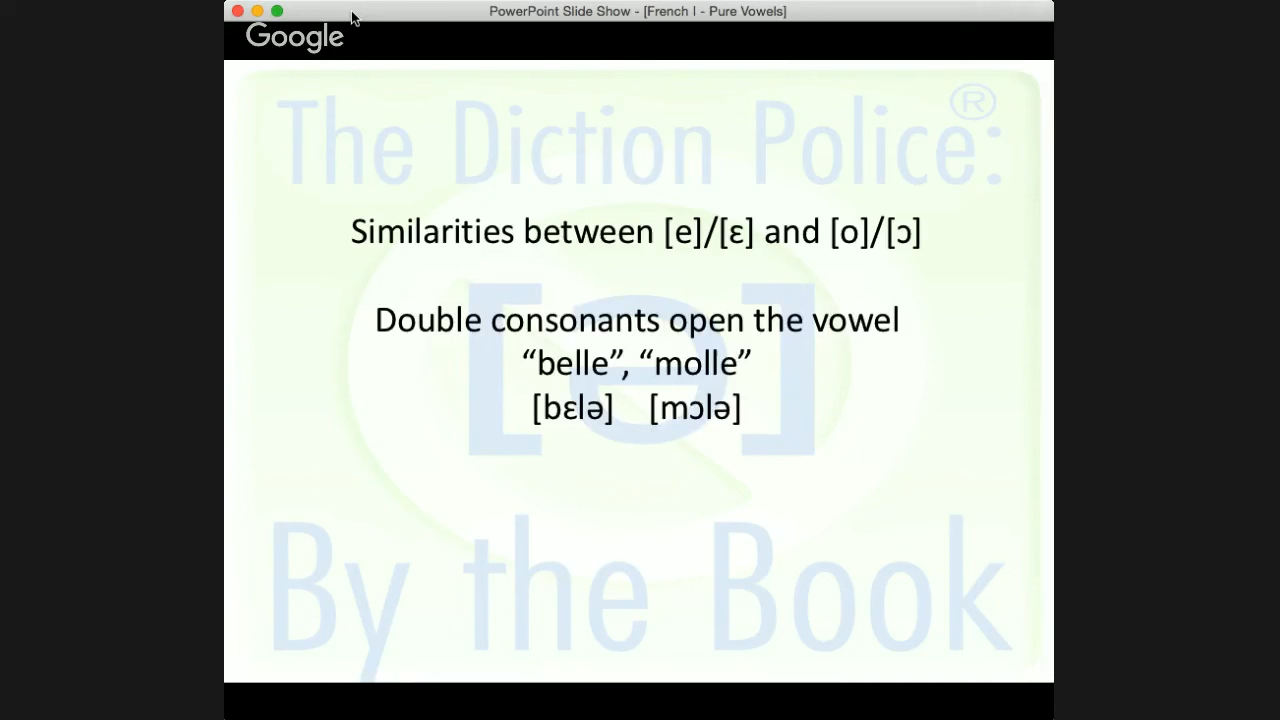 PowerPoint Slide Show - [French I - Pure Vowels]
Google
The Diction Police®:
Similarities between [e]/[ɛ] and [o]/[ɔ]
Double consonants open the vowel
“belle”, “molle”
[bɛlə] [mɔlə]
[ə]
By the Book